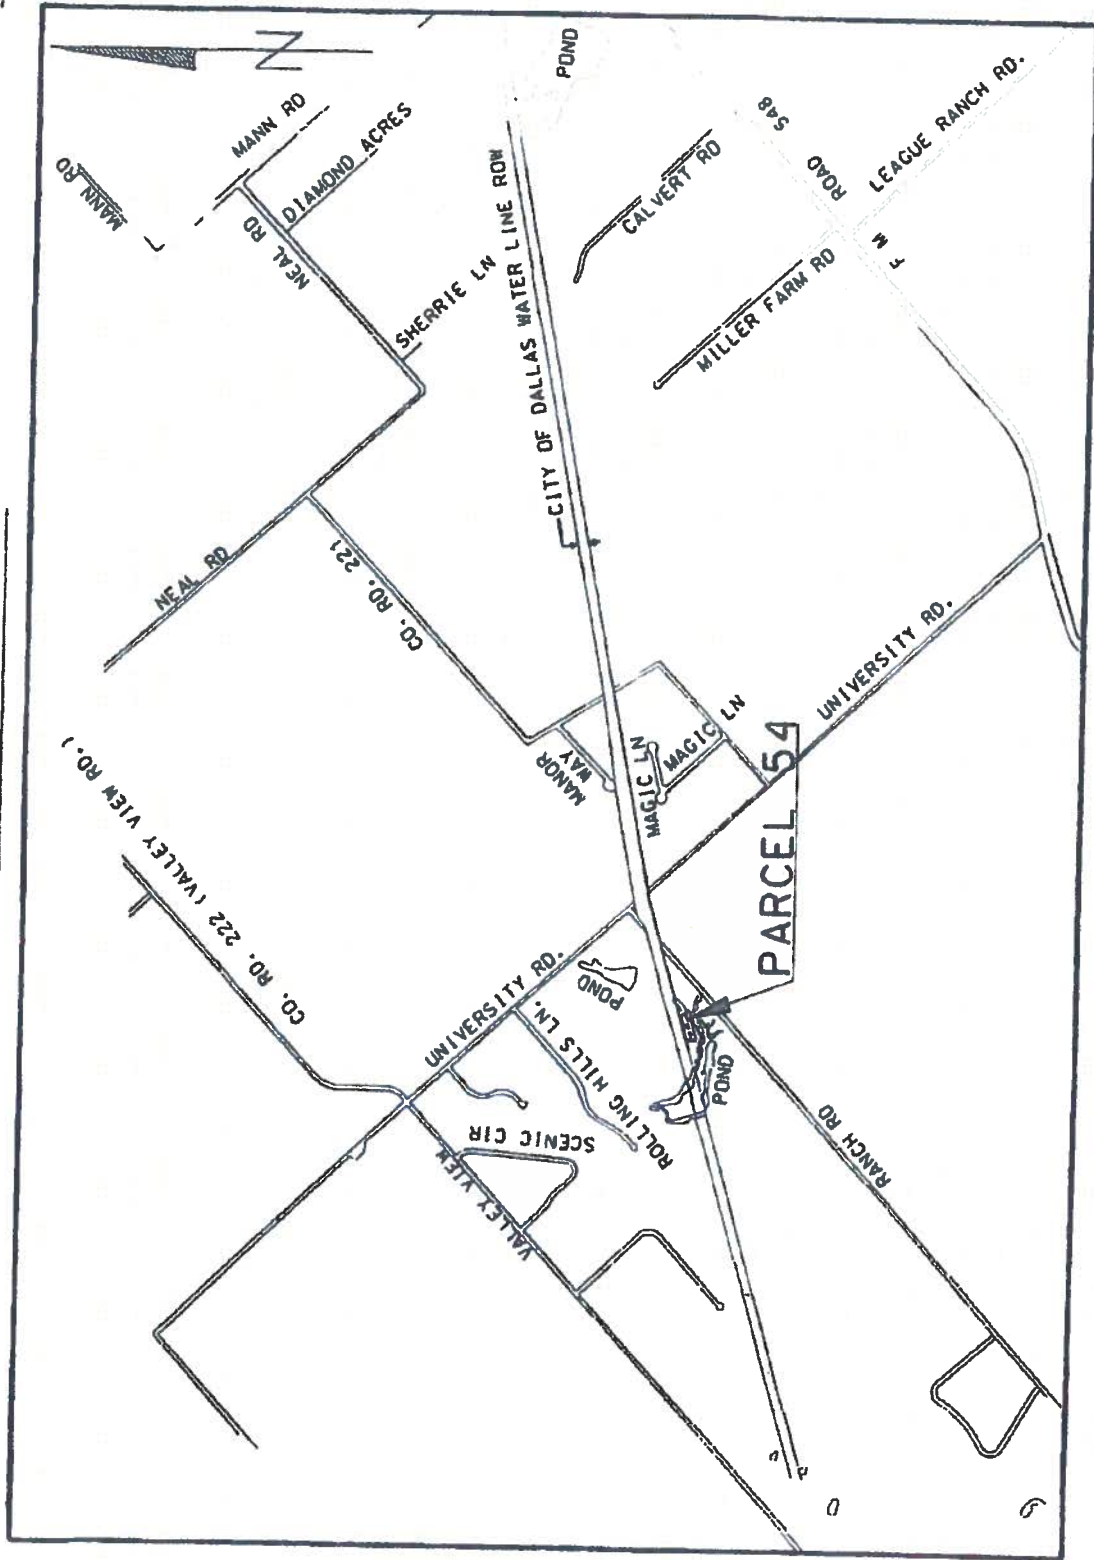 N
MANN RD
MANN RD
DIAMOND ACRES
NEAL RD
SHERRIE LN
POND
CITY OF DALLAS WATER LINE ROW
CALVERT RD
548
ROAD
F M
LEAGUE RANCH RD.
MILLER FARM RD
NEAL RD
CO. RD. 221
MANOR
WAY
MAGIC LN
MAGIC LN
UNIVERSITY RD.
PARCEL 54
CO. RD. 222 (VALLEY VIEW RD.)
UNIVERSITY RD.
POND
ROLLING HILLS LN.
POND
SCENIC CIR
VALLEY VIEW
RANCH RD